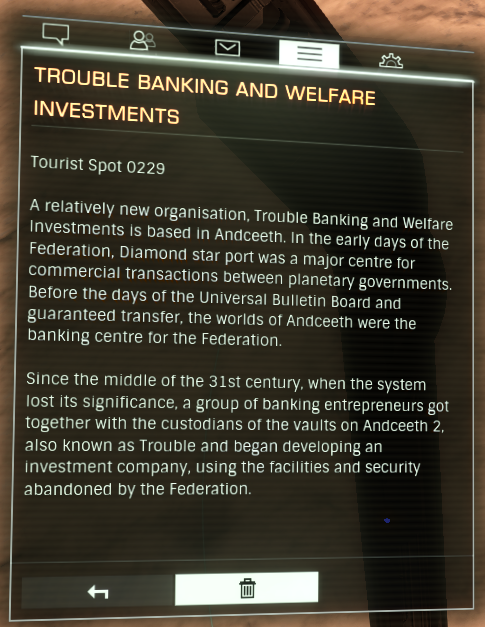 TROUBLE BANKING AND WELFARE
INVESTMENTS
Tourist Spot 0229
A relatively new organisation, Trouble Banking and Welfare
Investments is based in Andceeth. In the early days of the
Federation, Diamond star port was a major centre for
commercial transactions between planetary governments.
Before the days of the Universal Bulletin Board and
guaranteed transfer, the worlds of Andceeth were the
banking centre for the Federation.
Since the middle of the 31st century, when the system
lost its significance, a group of banking entrepreneurs got
together with the custodians of the vaults on Andceeth 2,
also known as Trouble and began developing an
investment company, using the facilities and security
abandoned by the Federation.